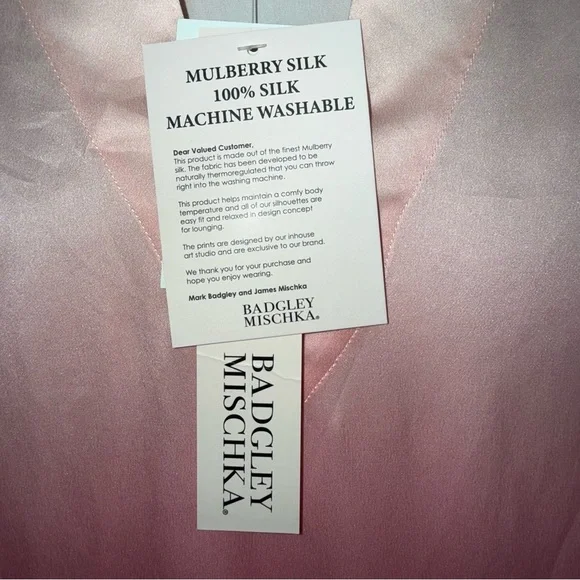 MULBERRY SILK
100% SILK
MACHINE WASHABLE
Dear Valued Customer,
This product is made out of the finest Mulberry
silk. The fabric has been developed to be
naturally thermoregulated that you can throw
right into the washing machine.
This product helps maintain a comfy body
temperature and all of our silhouettes are
easy fit and relaxed in design concept
for lounging.
The prints are designed by our inhouse
art studio and are exclusive to our brand.
We thank you for your purchase and
hope you enjoy wearing.
Mark Badgley and James Mischka
BADGLEY
MISCHKA®
BADGLEY
MISCHKA®